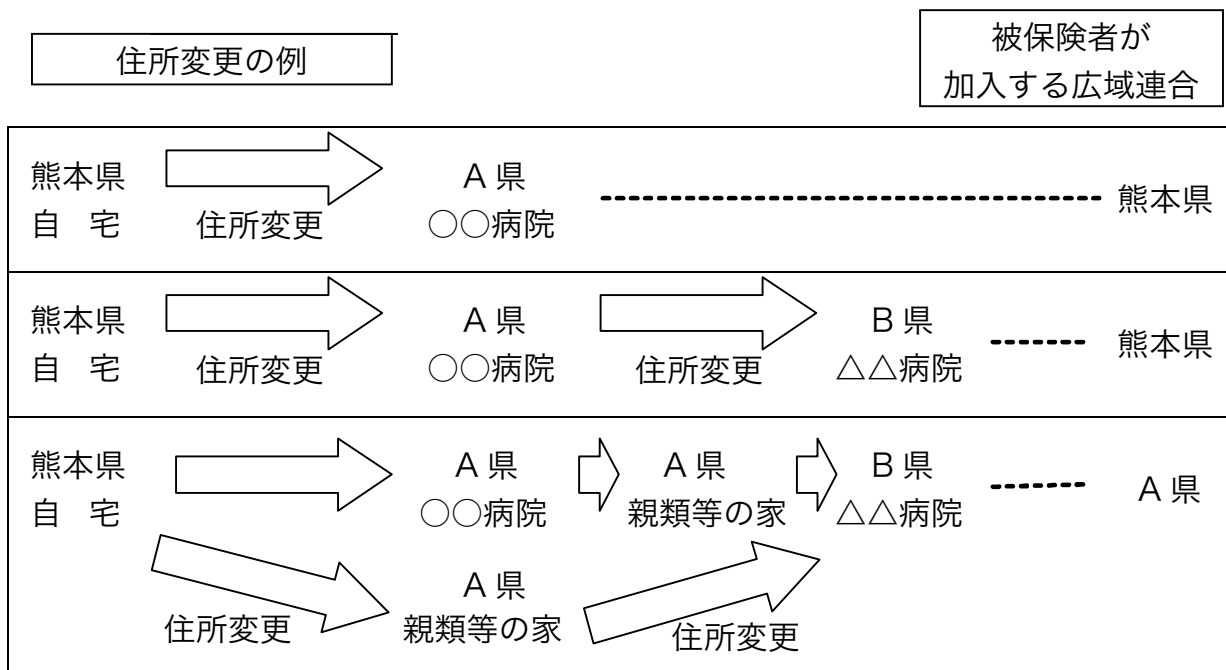 住所変更の例
被保険者が
加入する広域連合
熊本県
自　宅
住所変更
A 県
○○病院
熊本県
熊本県
自　宅
住所変更
A 県
○○病院
住所変更
B 県
△△病院
熊本県
熊本県
自　宅
A 県
○○病院
A 県
親類等の家
B 県
△△病院
A 県
住所変更
A 県
親類等の家
住所変更